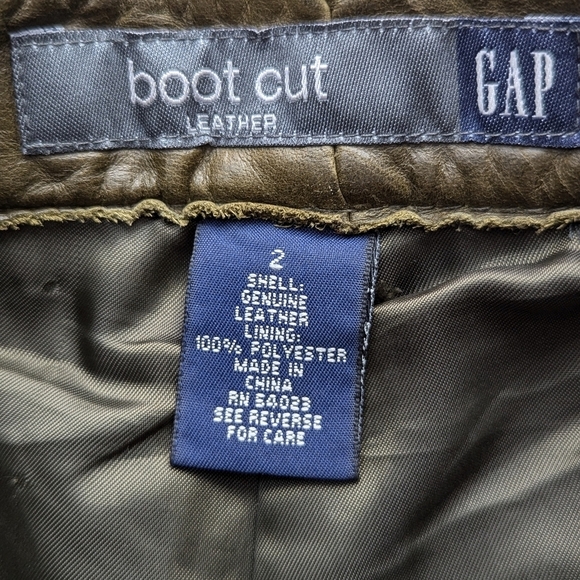 boot cut GAP
LEATHER
2
SHELL:
GENUINE
LEATHER
LINING:
100% POLYESTER
MADE IN
CHINA
RN 54023
SEE REVERSE
FOR CARE